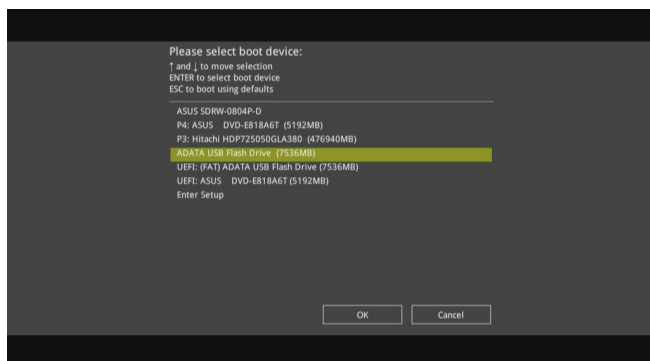 Please select boot device:
↑ and ↓ to move selection
ENTER to select boot device
ESC to boot using defaults
ASUS SDRW-0804P-D
P4: ASUS DVD-E818A6T (5192MB)
P3: Hitachi HDP725050GLA380 (476940MB)
ADATA USB Flash Drive (7536MB)
UEFI: (FAT) ADATA USB Flash Drive (7536MB)
UEFI: ASUS DVD-E818A6T (5192MB)
Enter Setup
OK Cancel